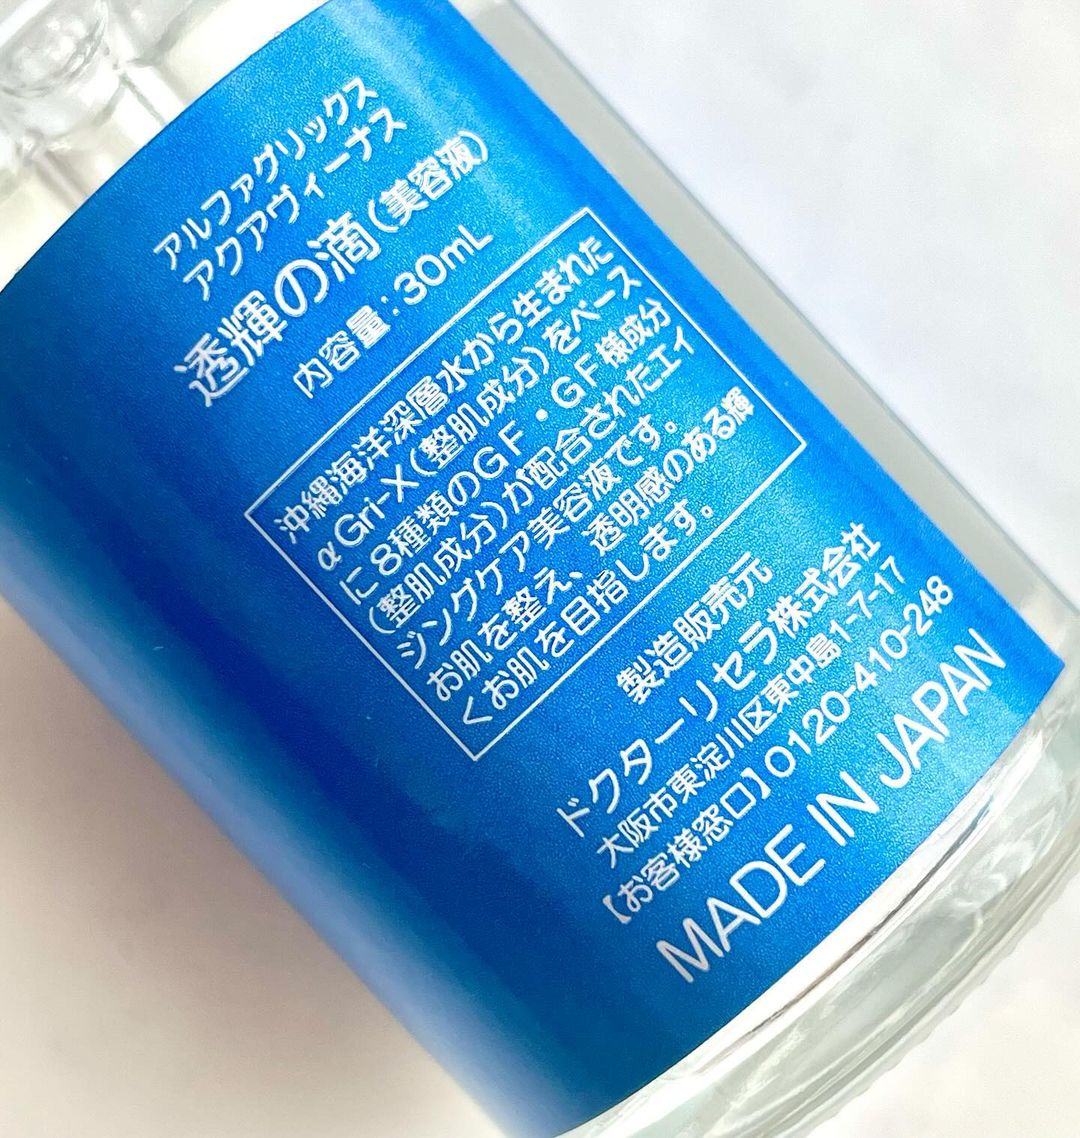 アルファグリックス
アクアヴィーナス
透輝の滴(美容液)
内容量:30mL
沖縄海洋深層水から生まれた
αGri-X(整肌成分)をベース
に8種類のGF・GF様成分
(整肌成分)が配合されたエイ
ジングケア美容液です。
お肌を整え、透明感のある輝
くお肌を目指します。
製造販売元
ドクターリセラ株式会社
大阪市東淀川区東中島1-7-17
【お客様窓口】0120-410-248
MADE IN JAPAN